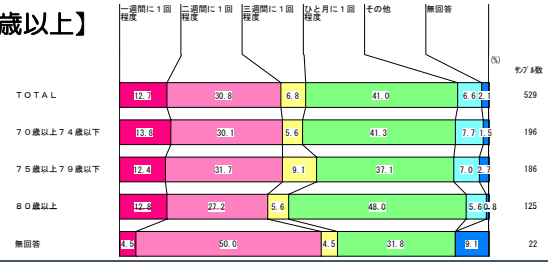 歳以上】
一週間に１回程度 二週間に１回程度 三週間に１回程度 ひと月に１回程度 その他 無回答
(%)
ｻﾝﾌﾟﾙ数
ＴＯＴＡＬ 12.7 30.8 6.8 41.0 6.6 2.1 529
７０歳以上７４歳以下 13.8 30.1 5.6 41.3 7.7 1.5 196
７５歳以上７９歳以下 12.4 31.7 9.1 37.1 7.0 2.7 186
８０歳以上 12.8 27.2 5.6 48.0 5.6 0.8 125
無回答 4.5 50.0 4.5 31.8 9.1 22